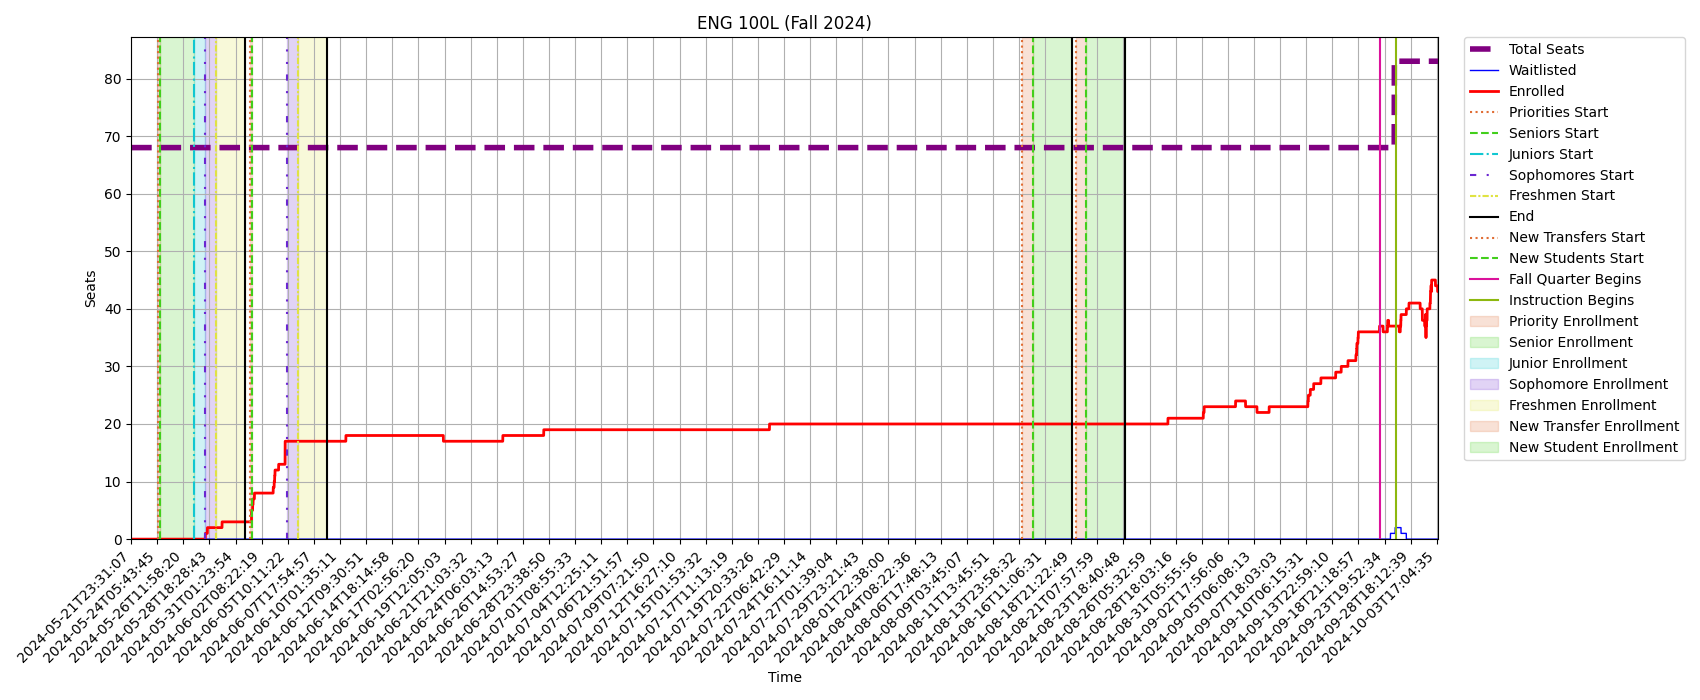 ENG 100L (Fall 2024)
Seats
80
70
60
50
40
30
20
10
0
2024-05-21T23:31:07
2024-05-24T05:43:45
2024-05-26T11:58:20
2024-05-28T18:28:43
2024-05-31T01:23:54
2024-06-02T08:22:19
2024-06-05T10:11:22
2024-06-07T17:54:57
2024-06-10T01:35:11
2024-06-12T09:30:51
2024-06-14T18:14:58
2024-06-17T02:56:20
2024-06-19T12:05:03
2024-06-21T21:03:32
2024-06-24T06:03:13
2024-06-26T14:53:27
2024-06-28T23:38:50
2024-07-01T08:55:33
2024-07-04T12:25:11
2024-07-06T21:51:57
2024-07-09T07:21:50
2024-07-12T16:27:10
2024-07-15T01:53:32
2024-07-17T11:13:19
2024-07-19T20:33:26
2024-07-22T06:42:29
2024-07-24T16:11:14
2024-07-27T01:39:04
2024-07-29T23:21:43
2024-08-01T22:38:00
2024-08-04T08:22:36
2024-08-06T17:48:13
2024-08-09T03:45:07
2024-08-11T13:45:51
2024-08-13T23:58:32
2024-08-16T11:06:31
2024-08-18T21:22:49
2024-08-21T07:57:59
2024-08-23T18:40:48
2024-08-26T05:32:59
2024-08-28T18:03:16
2024-08-31T05:55:56
2024-09-02T17:56:06
2024-09-05T06:08:13
2024-09-07T18:03:03
2024-09-10T06:15:31
2024-09-13T22:59:10
2024-09-18T21:18:57
2024-09-23T19:52:34
2024-09-28T18:12:39
2024-10-03T17:04:35
Time
Total Seats
Waitlisted
Enrolled
Priorities Start
Seniors Start
Juniors Start
Sophomores Start
Freshmen Start
End
New Transfers Start
New Students Start
Fall Quarter Begins
Instruction Begins
Priority Enrollment
Senior Enrollment
Junior Enrollment
Sophomore Enrollment
Freshmen Enrollment
New Transfer Enrollment
New Student Enrollment